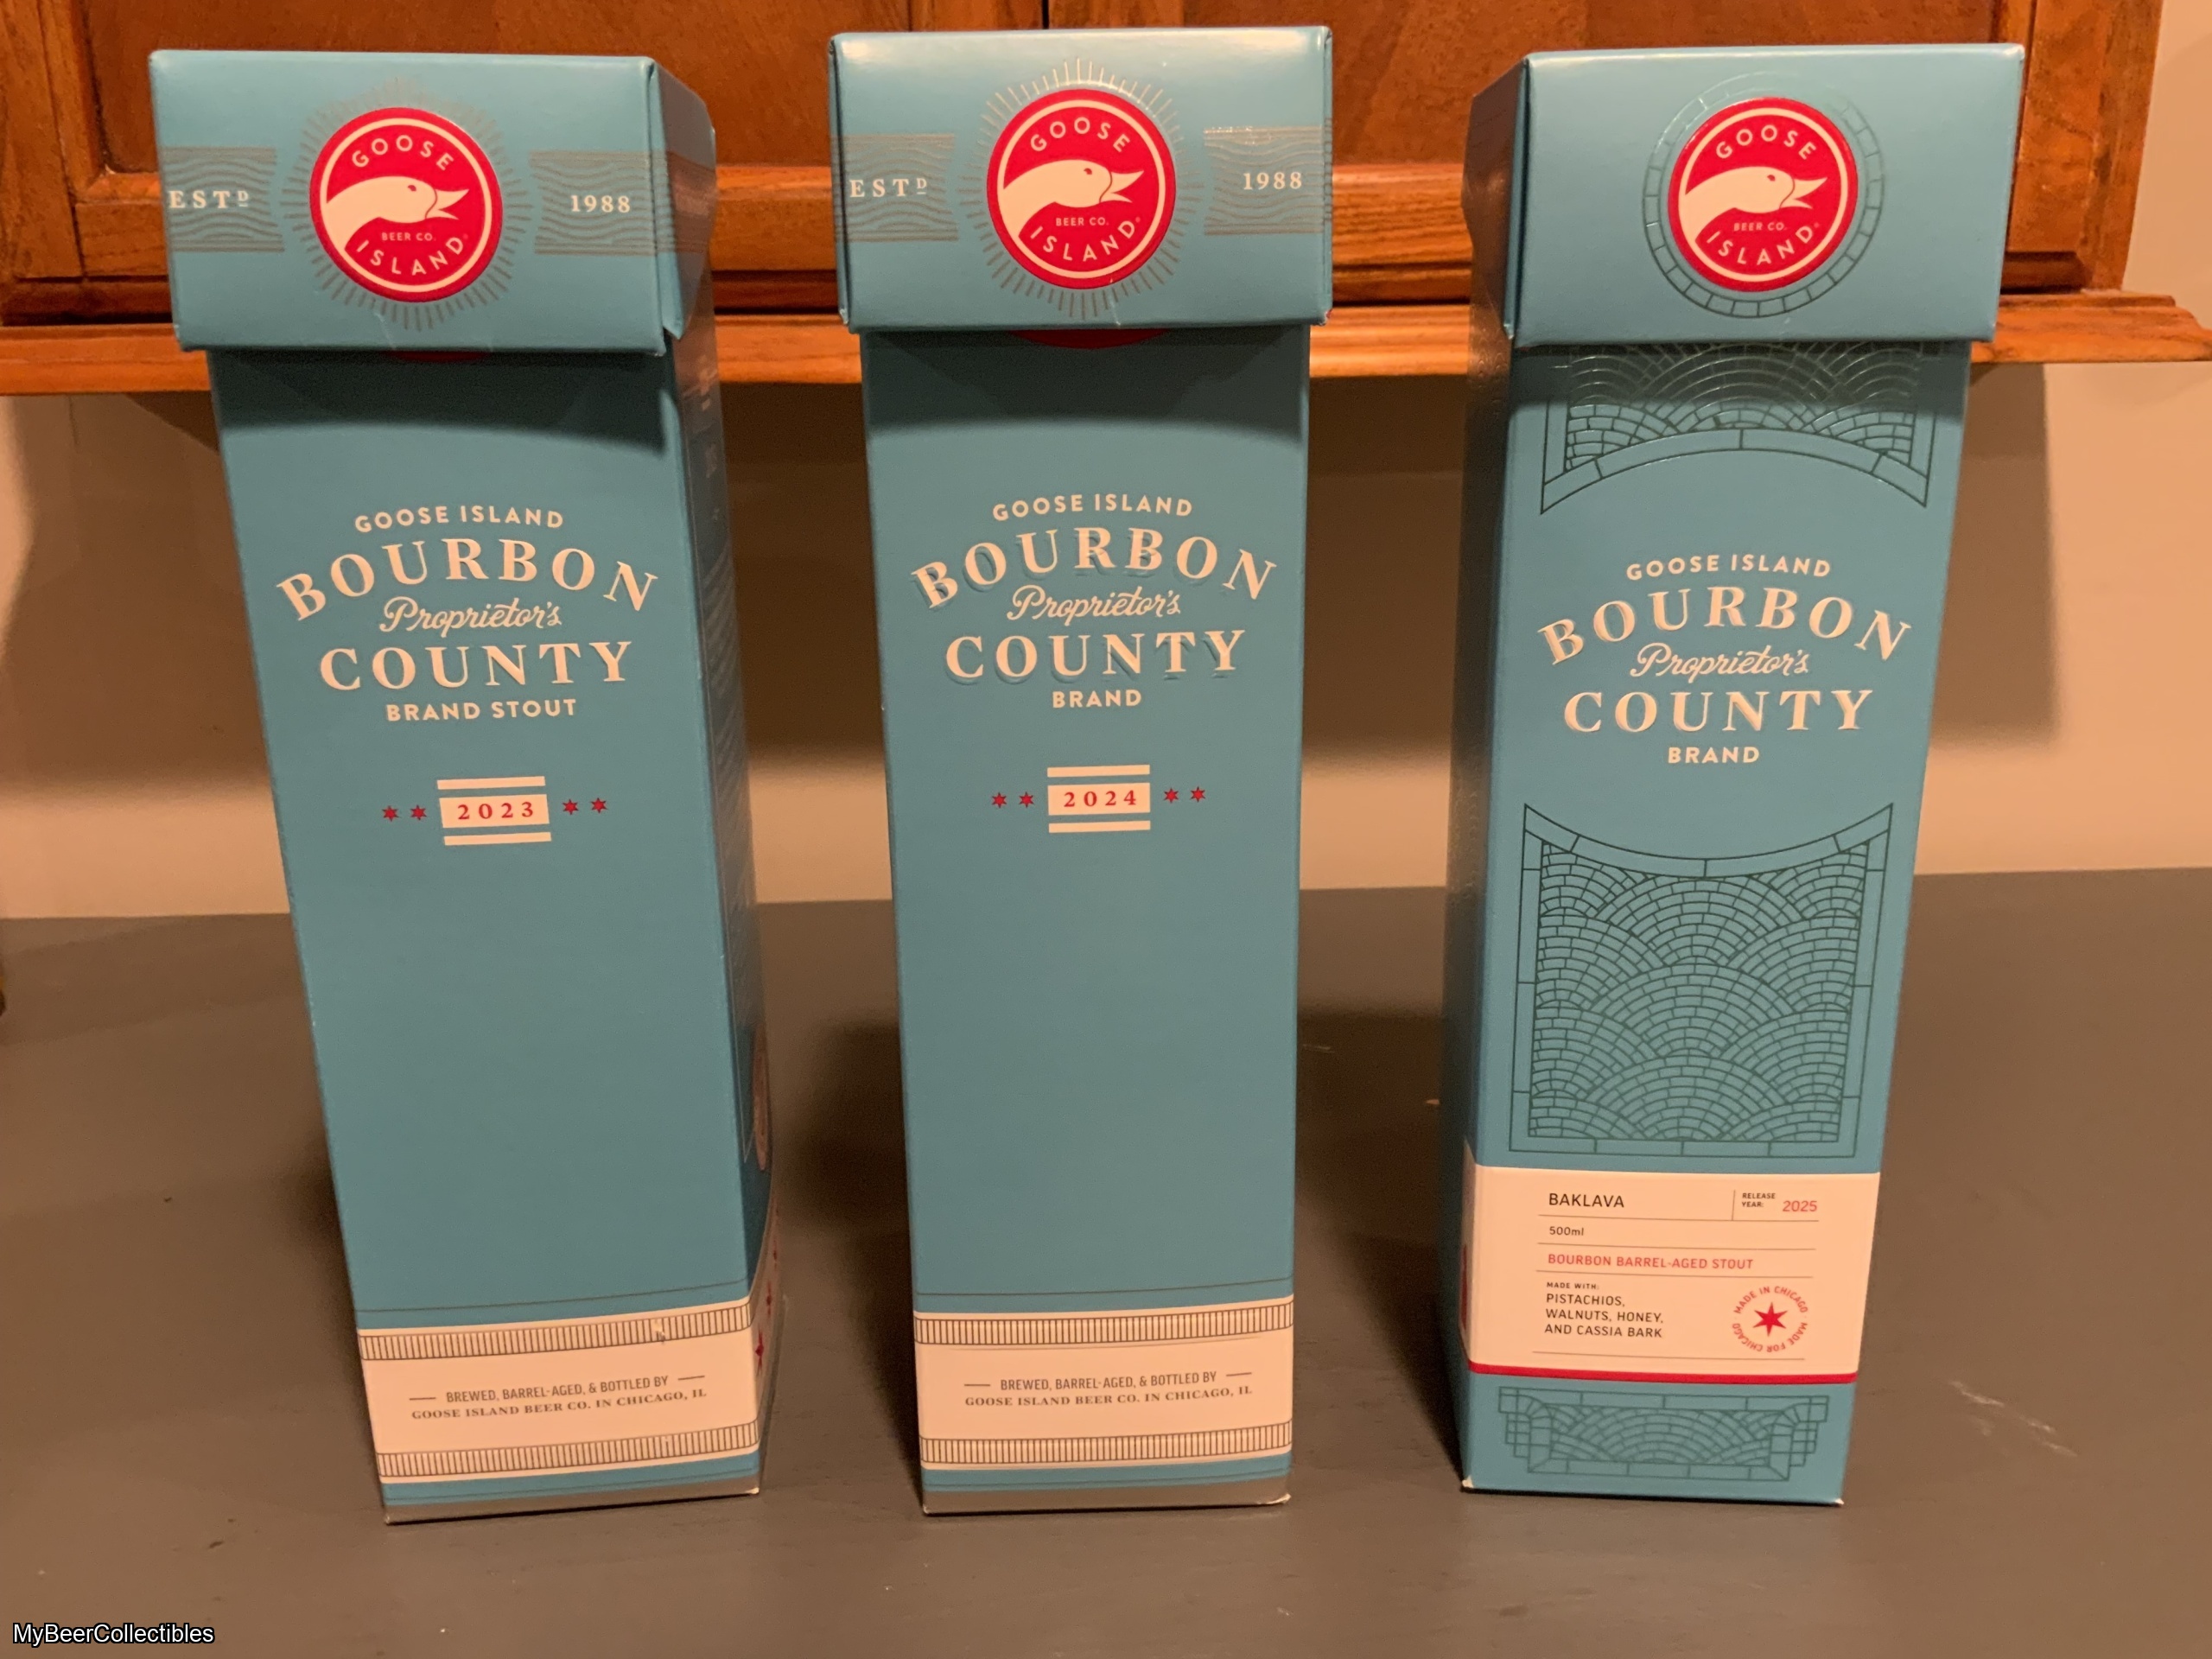 GOOSE
BEER CO.
ISLAND
ESTD
1988
GOOSE ISLAND
BOURBON
Proprietor's
COUNTY
BRAND STOUT
2023
BREWED, BARREL-AGED, & BOTTLED BY
GOOSE ISLAND BEER CO. IN CHICAGO, IL
GOOSE
BEER CO.
ISLAND
ESTD
1988
GOOSE ISLAND
BOURBON
Proprietor's
COUNTY
BRAND
2024
BREWED, BARREL-AGED, & BOTTLED BY
GOOSE ISLAND BEER CO. IN CHICAGO, IL
GOOSE
BEER CO.
ISLAND
GOOSE ISLAND
BOURBON
Proprietor's
COUNTY
BRAND
BAKLAVA
RELEASE
YEAR: 2025
500ml
BOURBON BARREL-AGED STOUT
MADE WITH:
PISTACHIOS,
WALNUTS, HONEY,
AND CASSIA BARK
MADE IN CHICAGO
MADE FOR CHICAGO
MyBeerCollectibles